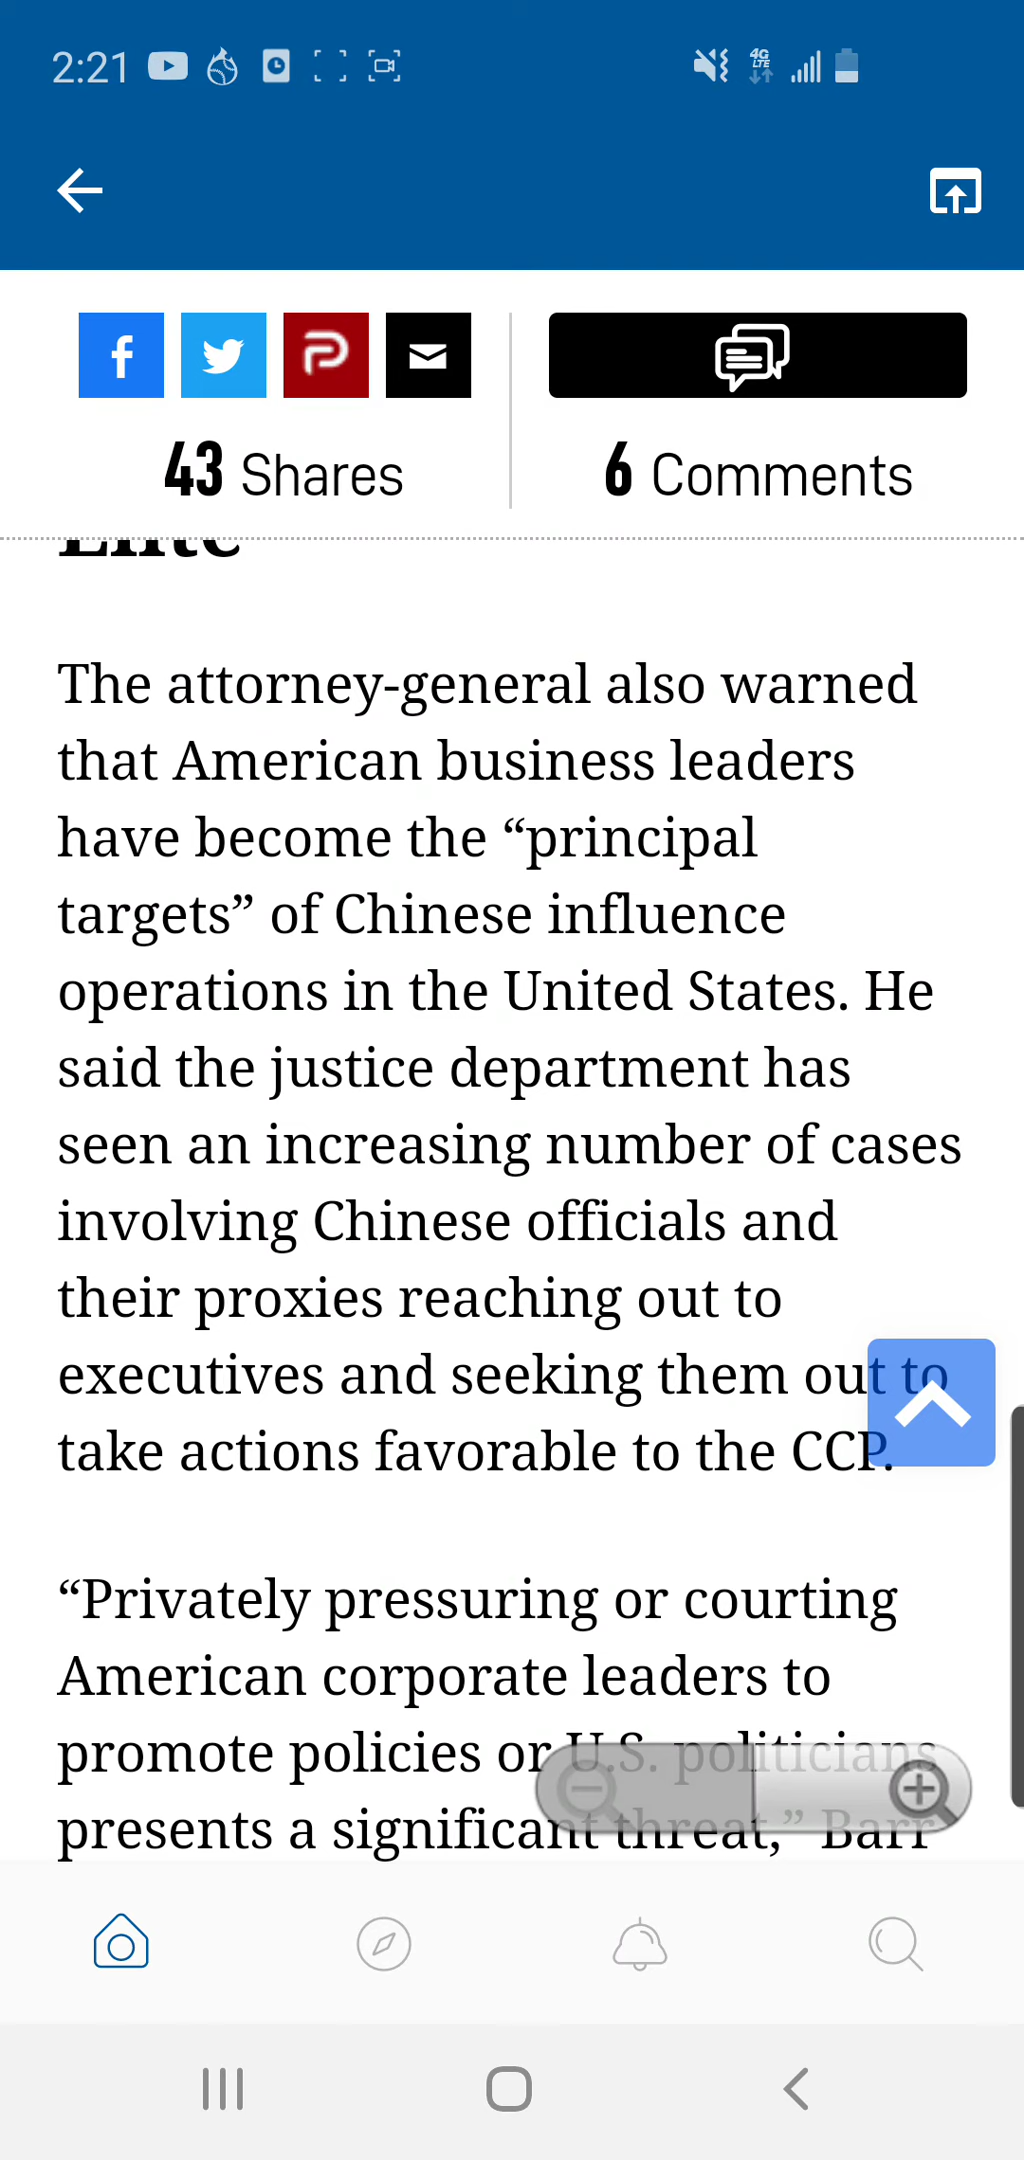 2:21
4G
LTE
43 Shares
6 Comments
Elite
The attorney-general also warned
that American business leaders
have become the “principal
targets” of Chinese influence
operations in the United States. He
said the justice department has
seen an increasing number of cases
involving Chinese officials and
their proxies reaching out to
executives and seeking them out to
take actions favorable to the CCP.
“Privately pressuring or courting
American corporate leaders to
promote policies or U.S. politicians
presents a significant threat,” Barr